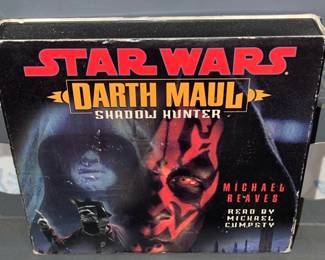 STAR WARS
DARTH MAUL
SHADOW HUNTER
MICHAEL
REAVES
READ BY
MICHAEL
CUMPSTY